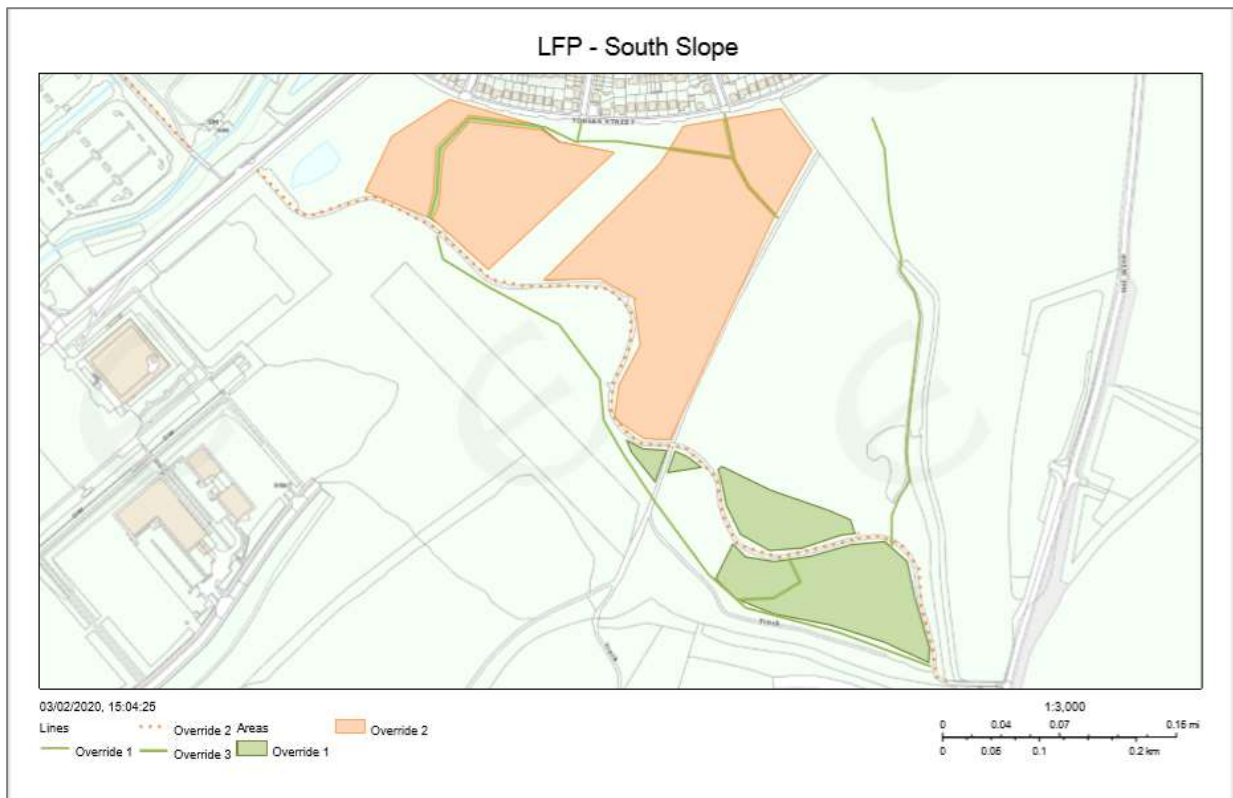 LFP - South Slope
Track
Track
03/02/2020, 15:04:25
Lines
Override 2
Areas
Override 2
Override 1
Override 3
Override 1
1:3,000
0 0.04 0.07 0.15 mi
0 0.05 0.1 0.2 km